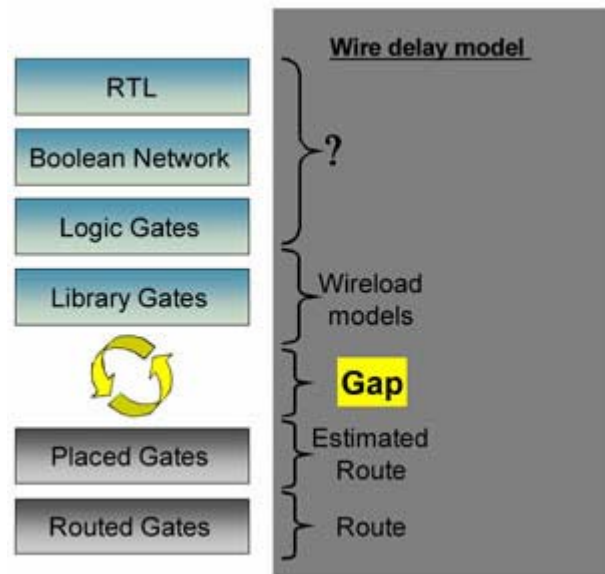 Wire delay model
RTL
Boolean Network
?
Logic Gates
Library Gates
Wireload
models
Gap
Placed Gates
Estimated
Route
Routed Gates
Route